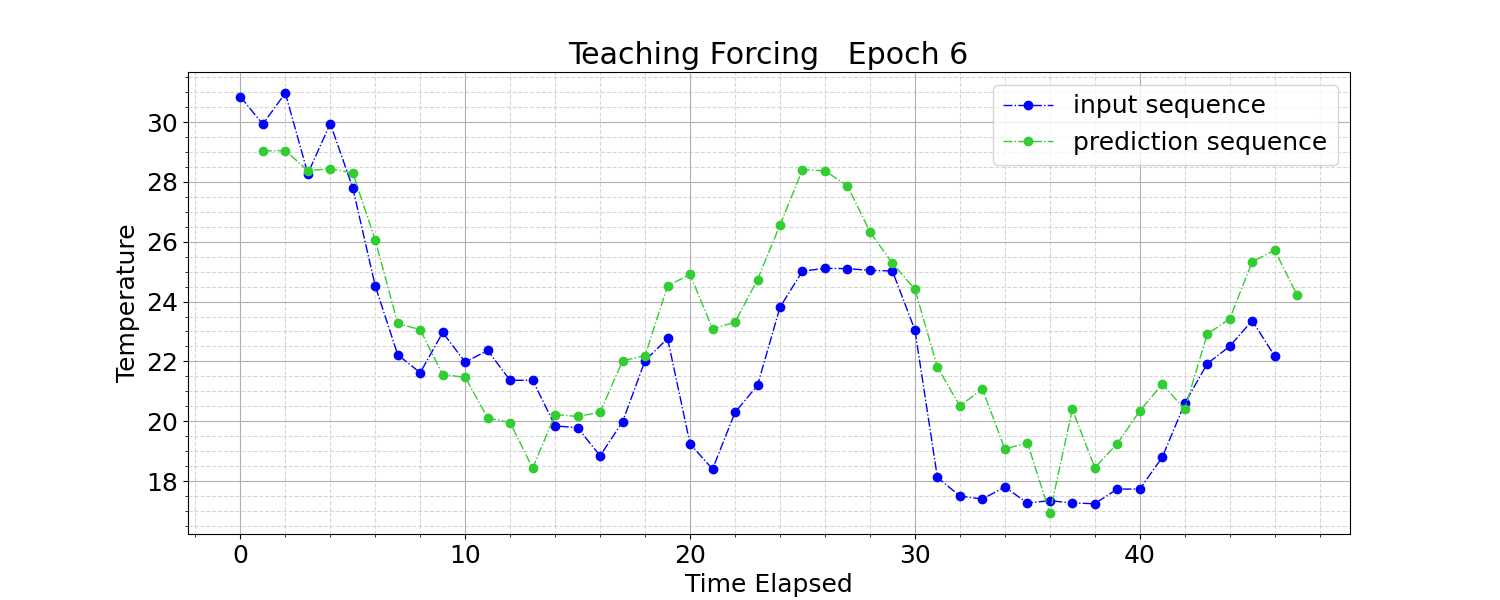 Teaching Forcing   Epoch 6
input sequence
prediction sequence
Temperature
30
28
26
24
22
20
18
0 10 20 30 40
Time Elapsed